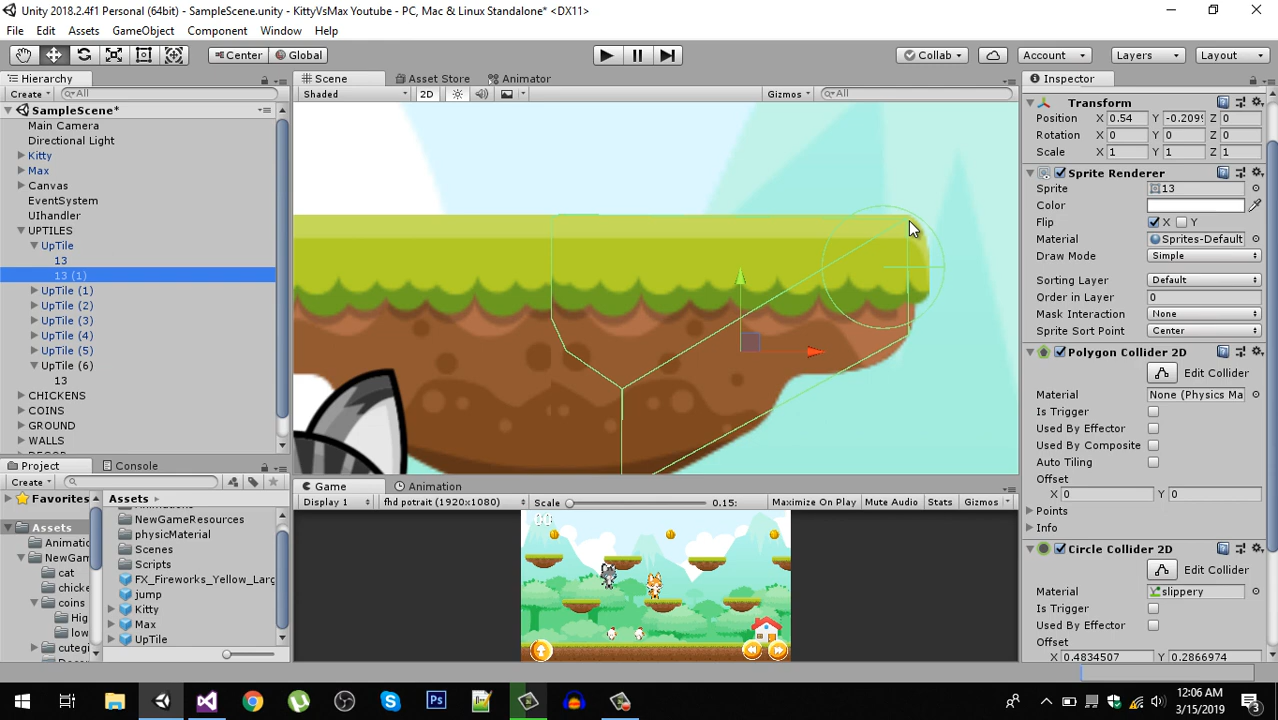 Unity 2018.2.4f1 Personal (64bit) - SampleScene.unity - KittyVsMax Youtube - PC, Mac & Linux Standalone* <DX11>
File Edit Assets GameObject Component Window Help
Center Global Collab Account Layers Layout
Hierarchy Scene Asset Store Animator Inspector
Create All Shaded 2D Gizmos All
SampleScene*
Main Camera
Directional Light
Kitty
Max
Canvas
EventSystem
UIhandler
UPTILES
UpTile
13
13 (1)
UpTile (1)
UpTile (2)
UpTile (3)
UpTile (4)
UpTile (5)
UpTile (6)
13
CHICKENS
COINS
GROUND
WALLS
Transform
Position X 0.54 Y -0.209 Z 0
Rotation X 0 Y 0 Z 0
Scale X 1 Y 1 Z 1
Sprite Renderer
Sprite 13
Color
Flip X Y
Material Sprites-Default
Draw Mode Simple
Sorting Layer Default
Order in Layer 0
Mask Interaction None
Sprite Sort Point Center
Polygon Collider 2D
Edit Collider
Material None (Physics Ma
Is Trigger
Used By Effector
Used By Composite
Auto Tiling
Offset
X 0 Y 0
Points
Info
Circle Collider 2D
Edit Collider
Material slippery
Is Trigger
Used By Effector
Offset
X 0.4834507 Y 0.2866974
Project Console
Create
Favorites
Assets
Animatio
NewGam
cat
chicke
coins
Hig
low
cutegi
Assets
NewGameResources
physicMaterial
Scenes
Scripts
FX_Fireworks_Yellow_Larg
jump
Kitty
Max
UpTile
Game Animation
Display 1 fhd potrait (1920x1080) Scale 0.15: Maximize On Play Mute Audio Stats Gizmos
12:06 AM
3/15/2019
3